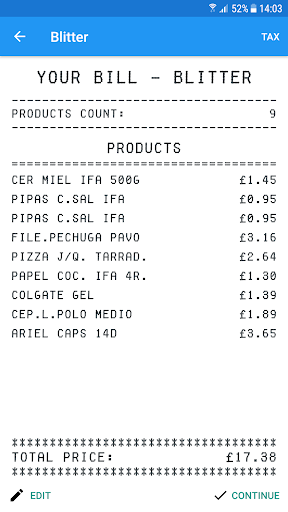 52% 14:03
Blitter TAX
YOUR BILL - BLITTER
PRODUCTS COUNT: 9
PRODUCTS
CER MIEL IFA 500G £1.45
PIPAS C.SAL IFA £0.95
PIPAS C.SAL IFA £0.95
FILE.PECHUGA PAVO £3.16
PIZZA J/Q. TARRAD. £2.64
PAPEL COC. IFA 4R. £1.30
COLGATE GEL £1.39
CEP.L.POLO MEDIO £1.89
ARIEL CAPS 14D £3.65
TOTAL PRICE: £17.38
EDIT CONTINUE